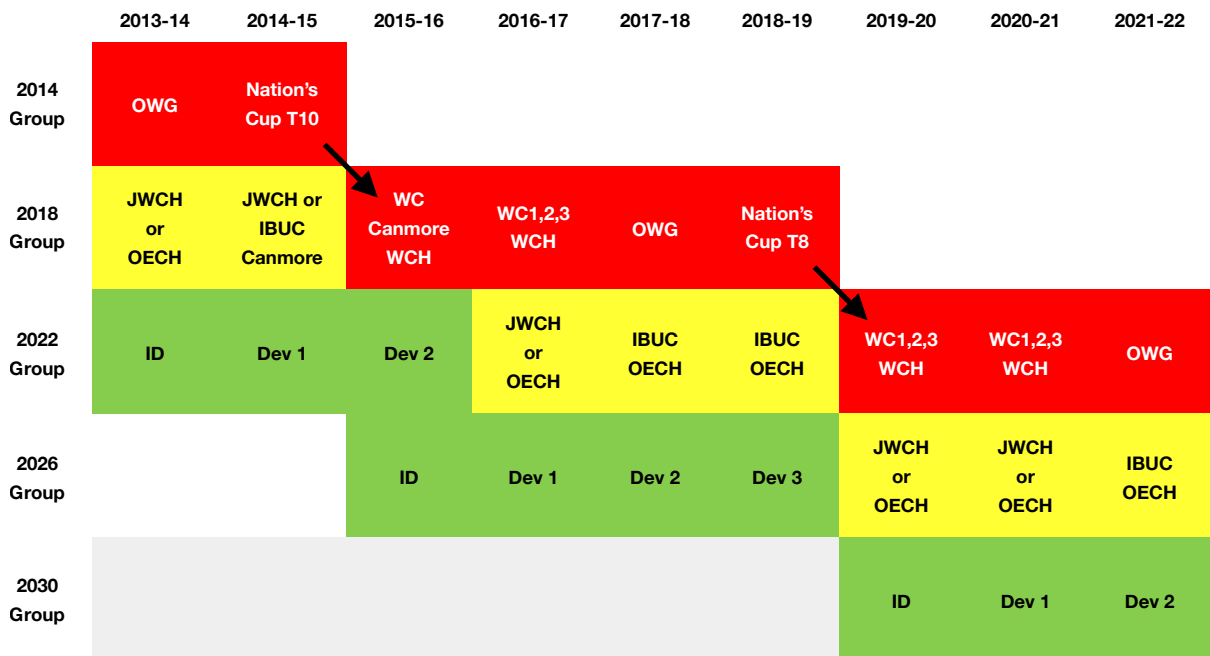 2013-14 2014-15 2015-16 2016-17 2017-18 2018-19 2019-20 2020-21 2021-22
2014
Group
OWG
Nation's
Cup T10
2018
Group
JWCH
or
OECH
JWCH or
IBUC
Canmore
WC
Canmore
WCH
WC1,2,3
WCH
OWG
Nation's
Cup T8
2022
Group
ID
Dev 1
Dev 2
JWCH
or
OECH
IBUC
OECH
IBUC
OECH
WC1,2,3
WCH
WC1,2,3
WCH
OWG
2026
Group
ID
Dev 1
Dev 2
Dev 3
JWCH
or
OECH
JWCH
or
OECH
IBUC
OECH
2030
Group
ID
Dev 1
Dev 2